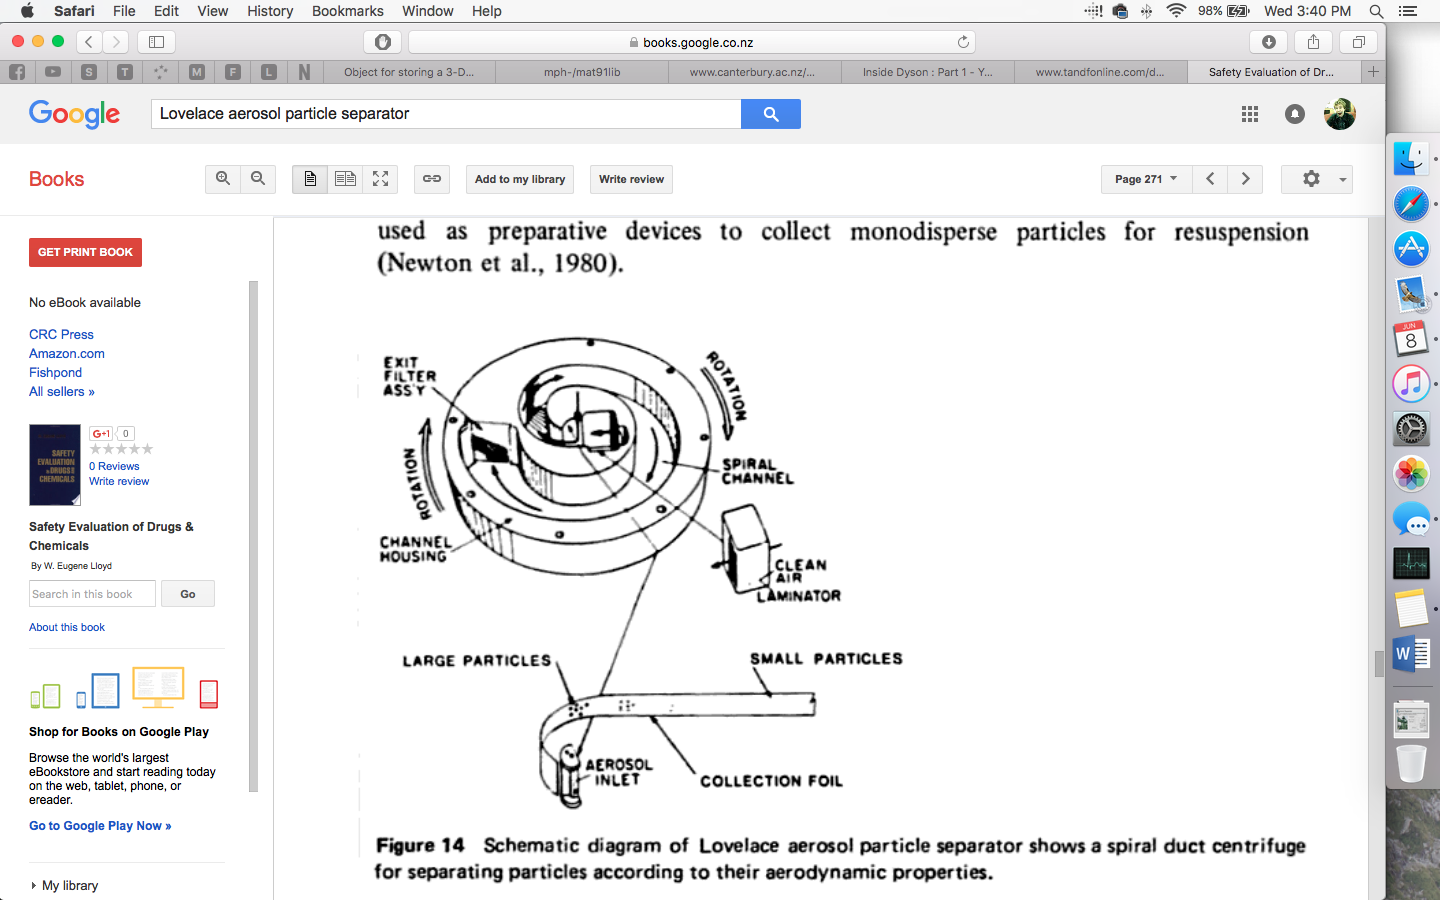 Safari File Edit View History Bookmarks Window Help
98% Wed 3:40 PM
books.google.co.nz
S T M F L N
Object for storing a 3-D...
mph-/mat91lib
www.canterbury.ac.nz/...
Inside Dyson : Part 1 - Y...
www.tandfonline.com/d...
Safety Evaluation of Dr...
Google
Lovelace aerosol particle separator
Books
Add to my library
Write review
Page 271
GET PRINT BOOK
No eBook available
CRC Press
Amazon.com
Fishpond
All sellers »
SAFETY
EVALUATION
& DRUGS &
CHEMICALS
G+1 0
0 Reviews
Write review
Safety Evaluation of Drugs &
Chemicals
By W. Eugene Lloyd
Search in this book
Go
About this book
Shop for Books on Google Play
Browse the world's largest
eBookstore and start reading today
on the web, tablet, phone, or
ereader.
Go to Google Play Now »
My library
used as preparative devices to collect monodisperse particles for resuspension
(Newton et al., 1980).
EXIT
FILTER
ASS'Y
ROTATION
ROTATION
SPIRAL
CHANNEL
CHANNEL
HOUSING
CLEAN
AIR
LAMINATOR
LARGE PARTICLES
SMALL PARTICLES
AEROSOL
INLET
COLLECTION FOIL
Figure 14 Schematic diagram of Lovelace aerosol particle separator shows a spiral duct centrifuge
for separating particles according to their aerodynamic properties.
JUN
8
W